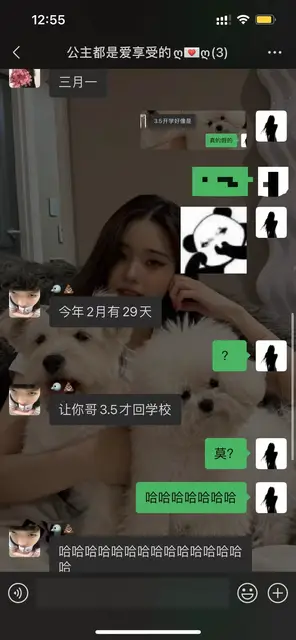 12:55
公主都是爱享受的ღ💌ღ(3)
三月一
3.5开学好像是
真的假的
今年2月有29天
?
让你哥3.5才回学校
莫?
哈哈哈哈哈哈哈
哈哈哈哈哈哈哈哈哈哈哈哈哈哈
哈